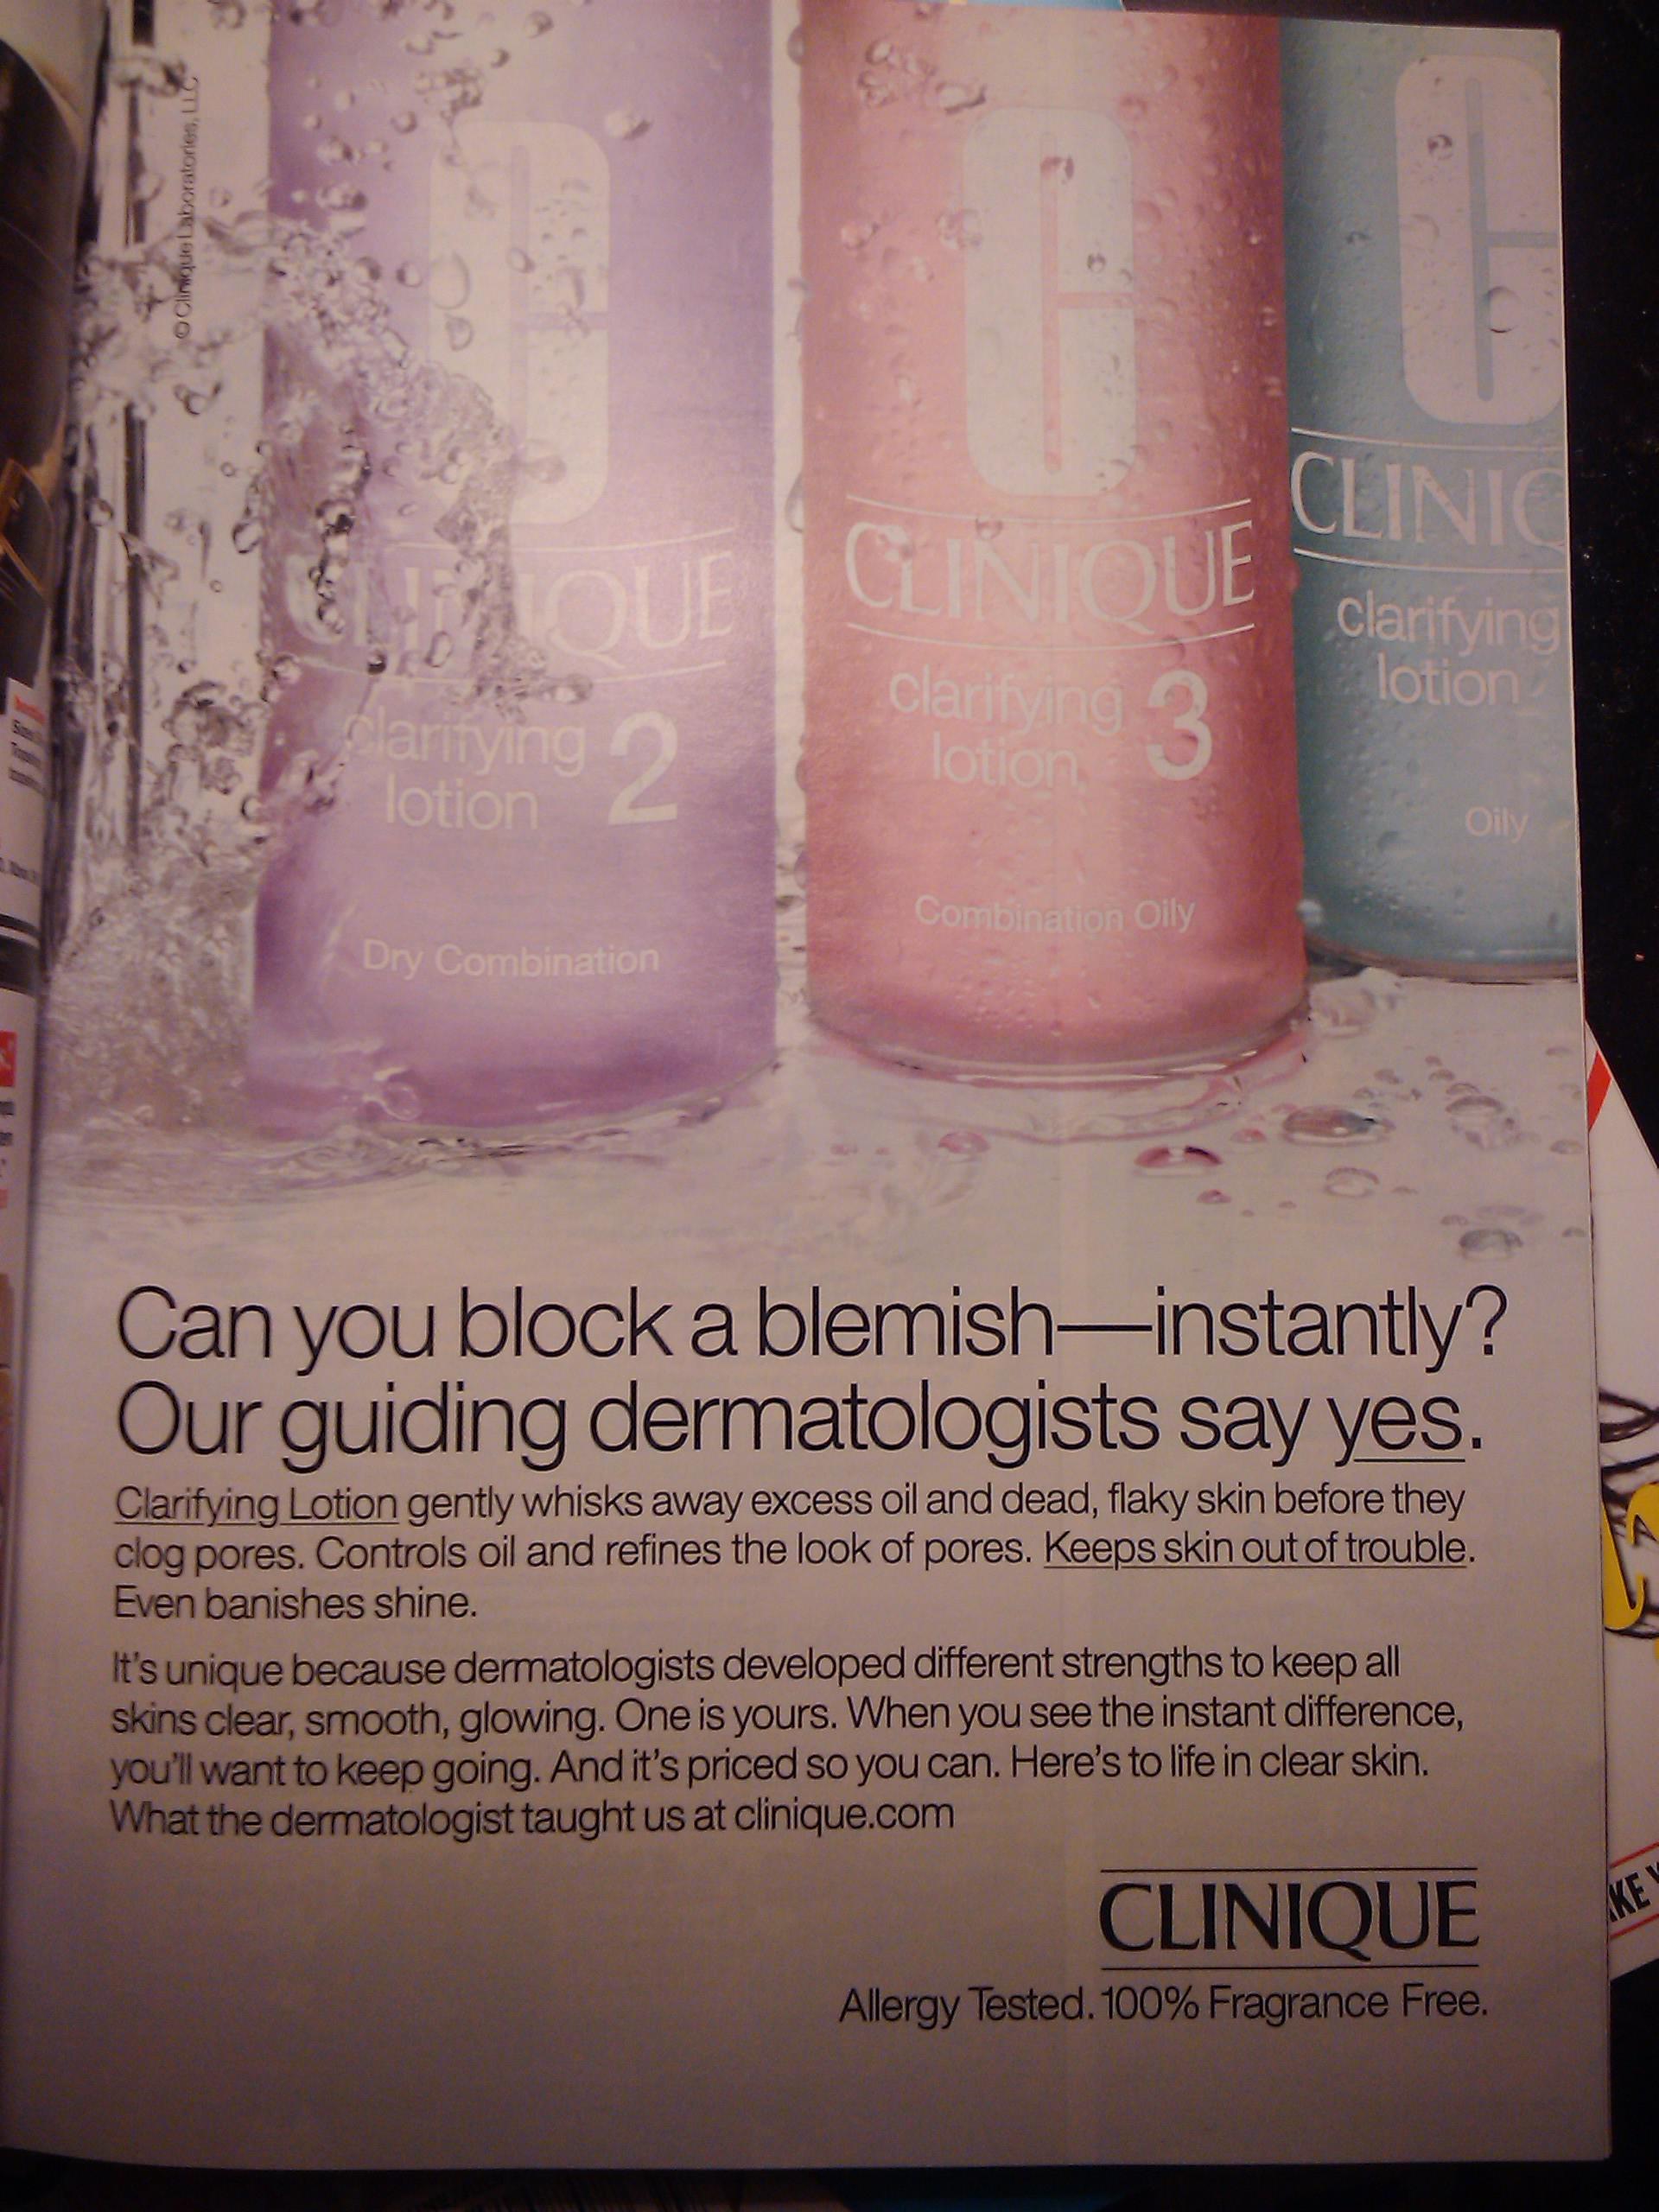 © Clinique Laboratories, LLC
CLINIQUE
clarifying 2
lotion
Dry Combination
CLINIQUE
clarifying 3
lotion
Combination Oily
CLINIQ
clarifying
lotion
Oily
Can you block a blemish—instantly?
Our guiding dermatologists say yes.
Clarifying Lotion gently whisks away excess oil and dead, flaky skin before they
clog pores. Controls oil and refines the look of pores. Keeps skin out of trouble.
Even banishes shine.
It's unique because dermatologists developed different strengths to keep all
skins clear, smooth, glowing. One is yours. When you see the instant difference,
you'll want to keep going. And it's priced so you can. Here's to life in clear skin.
What the dermatologist taught us at clinique.com
CLINIQUE
Allergy Tested. 100% Fragrance Free.